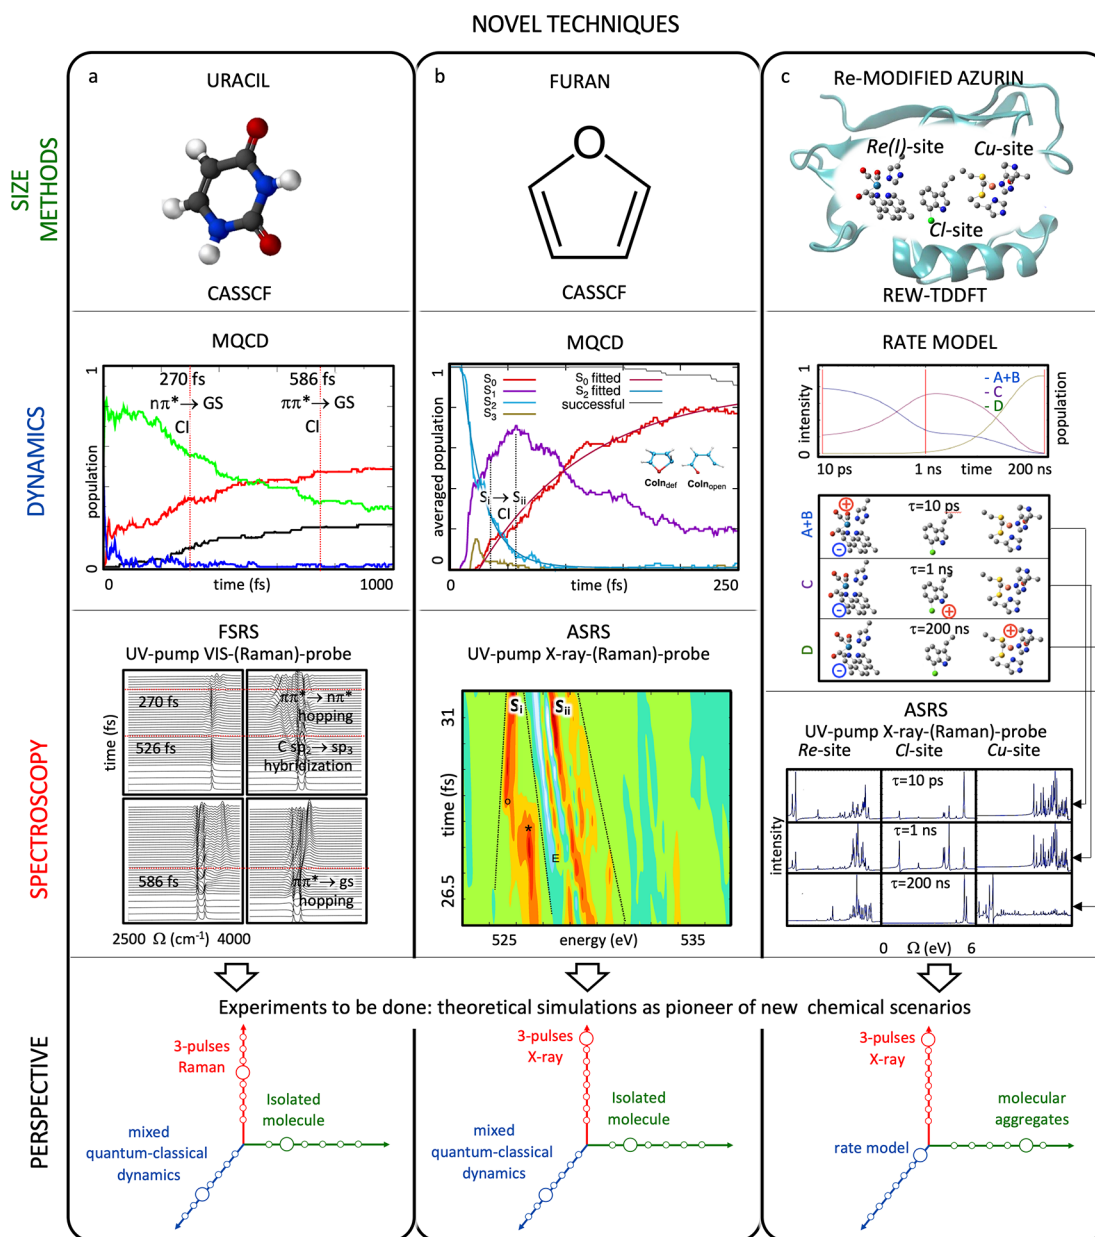 NOVEL TECHNIQUES
SIZE
METHODS
DYNAMICS
SPECTROSCOPY
PERSPECTIVE
a
URACIL
CASSCF
MQCD
1
population
0
270 fs
nπ* → GS
CI
586 fs
ππ* → GS
CI
0
time (fs)
1000
FSRS
UV-pump VIS-(Raman)-probe
time (fs)
270 fs
526 fs
ππ* → nπ*
hopping
C sp2 → sp3
hybridization
586 fs
ππ* → gs
hopping
2500 Ω (cm⁻¹) 4000
b
FURAN
O
CASSCF
MQCD
1
averaged population
0
S0
S1
S2
S3
S0 fitted
S2 fitted
successful
Si → Sii
CI
CoIndef
CoInopen
0
time (fs)
250
ASRS
UV-pump X-ray-(Raman)-probe
Si
Sii
31
time (fs)
26.5
o
*
E
525
energy (eV)
535
c
Re-MODIFIED AZURIN
Re(I)-site
Cu-site
Cl-site
REW-TDDFT
RATE MODEL
1
0 intensity
- A+B
- C
- D
population
10 ps
1 ns
time
200 ns
A+B
τ=10 ps
C
τ=1 ns
D
τ=200 ns
ASRS
UV-pump X-ray-(Raman)-probe
Re-site
Cl-site
Cu-site
intensity
τ=10 ps
τ=1 ns
τ=200 ns
0 Ω (eV) 6
Experiments to be done: theoretical simulations as pioneer of new chemical scenarios
3-pulses
Raman
Isolated
molecule
mixed
quantum-classical
dynamics
3-pulses
X-ray
Isolated
molecule
mixed
quantum-classical
dynamics
3-pulses
X-ray
molecular
aggregates
rate model